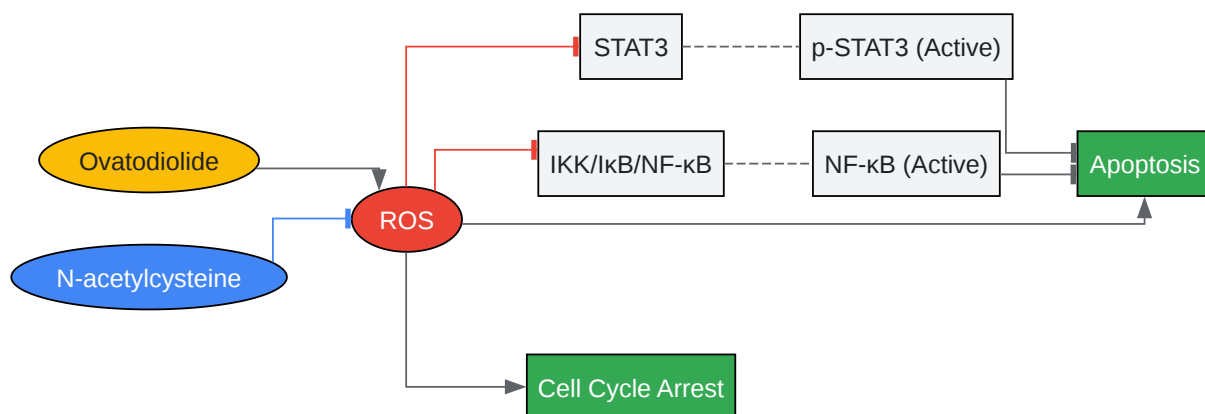 STAT3
p-STAT3 (Active)
Ovatodiolide
IKK/IκB/NF-κB
NF-κB (Active)
Apoptosis
ROS
N-acetylcysteine
Cell Cycle Arrest